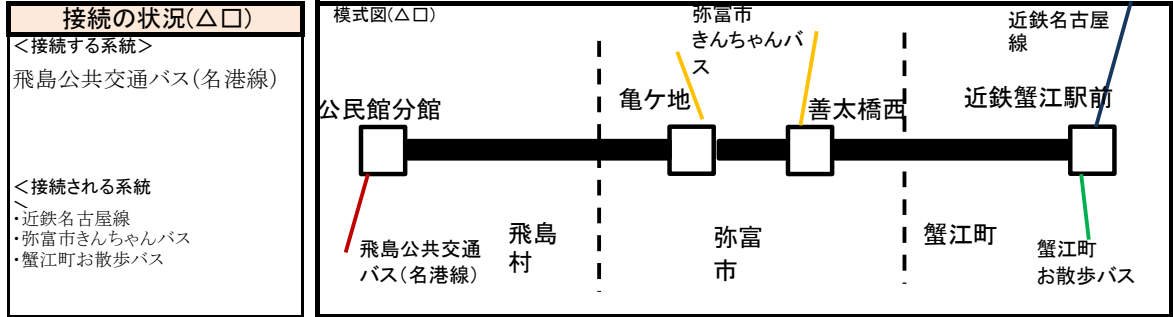 接続の状況(△□)
<接続する系統>
飛島公共交通バス(名港線)
<接続される系統
>
・近鉄名古屋線
・弥富市きんちゃんバス
・蟹江町お散歩バス
模式図(△□)
弥富市
きんちゃんバ
ス
近鉄名古屋
線
公民館分館
亀ケ地
善太橋西
近鉄蟹江駅前
飛島公共交通
バス(名港線)
飛島
村
弥富
市
蟹江町
蟹江町
お散歩バス